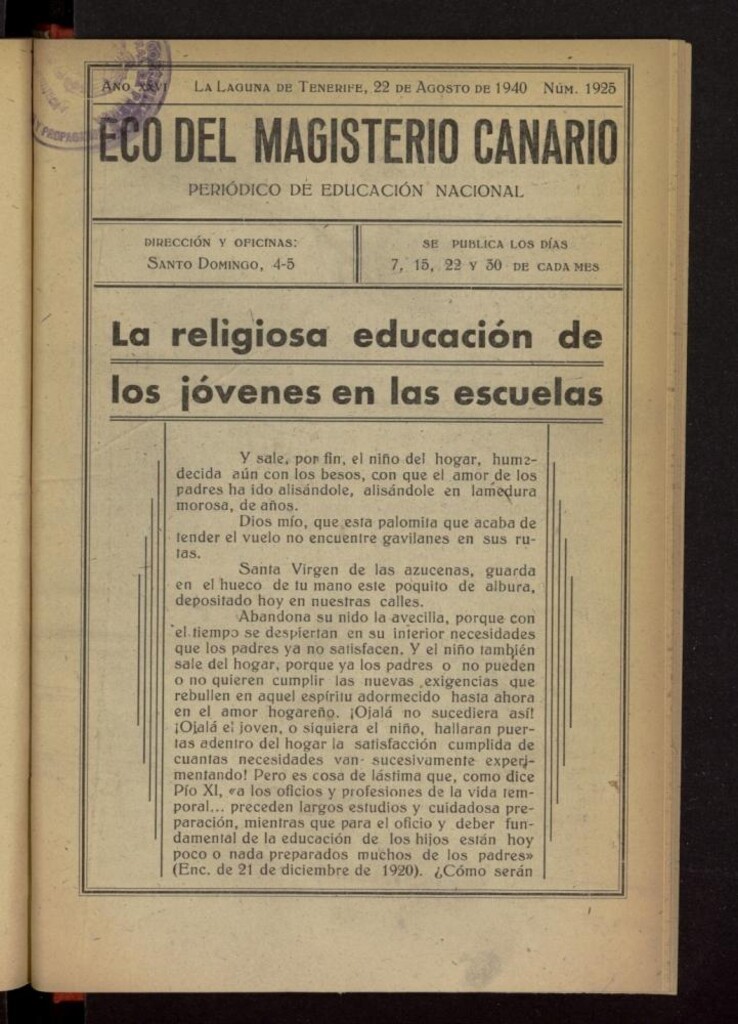 AÑO XXVI LA LAGUNA DE TENERIFE, 22 DE AGOSTO DE 1940 NÚM. 1925
ECO DEL MAGISTERIO CANARIO
PERIÓDICO DE EDUCACIÓN NACIONAL
DIRECCIÓN Y OFICINAS:
SANTO DOMINGO, 4-5
SE PUBLICA LOS DÍAS
7, 15, 22 Y 30 DE CADA MES
La religiosa educación de
los jóvenes en las escuelas
Y sale, por fin, el niño del hogar, hume-
decida aún con los besos, con que el amor de los
padres ha ido alisándole, alisándole en lamedura
morosa, de años.
Dios mío, que esta palomita que acaba de
tender el vuelo no encuentre gavilanes en sus ru-
tas.
Santa Virgen de las azucenas, guarda
en el hueco de tu mano este poquito de albura,
depositado hoy en nuestras calles.
Abandona su nido la avecilla, porque con
el tiempo se despiertan en su interior necesidades
que los padres ya no satisfacen. Y el niño también
sale del hogar, porque ya los padres o no pueden
o no quieren cumplir las nuevas exigencias que
rebullen en aquel espíritu adormecido hasta ahora
en el amor hogareño. ¡Ojalá no sucediera así!
¡Ojalá el joven, o siquiera el niño, hallaran puer-
tas adentro del hogar la satisfacción cumplida de
cuantas necesidades van sucesivamente experi-
mentando! Pero es cosa de lástima que, como dice
Pío XI, «a los oficios y profesiones de la vida tem-
poral... preceden largos estudios y cuidadosa pre-
paración, mientras que para el oficio y deber fun-
damental de la educación de los hijos están hoy
poco o nada preparados muchos de los padres»
(Enc. de 21 de diciembre de 1920). ¿Cómo serán